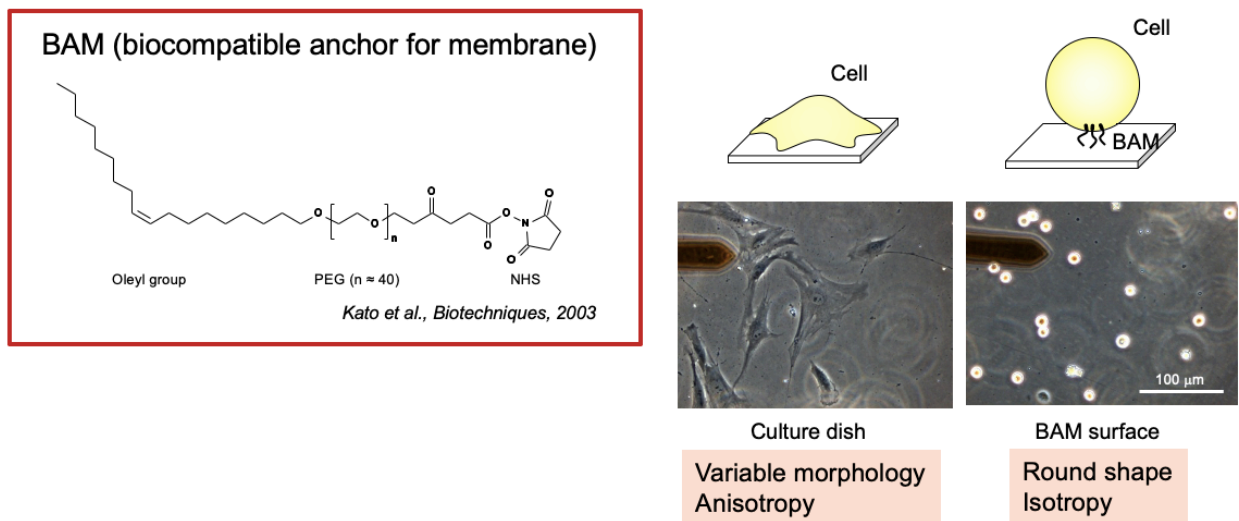 BAM (biocompatible anchor for membrane)
O
O
n
O
O
O
N
O
O
Oleyl group
PEG (n ≈ 40)
NHS
Kato et al., Biotechniques, 2003
Cell
Cell
BAM
100 μm
Culture dish
BAM surface
Variable morphology
Anisotropy
Round shape
Isotropy